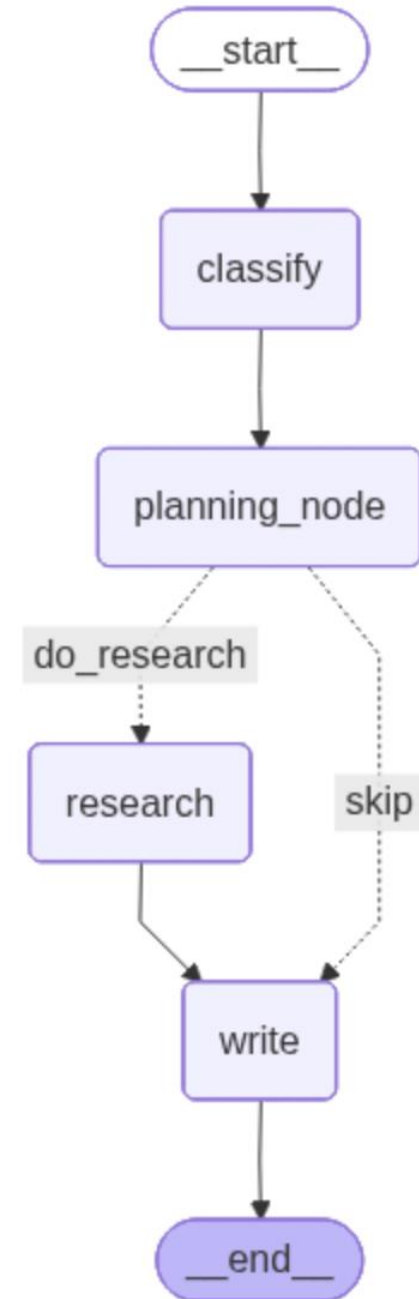 __start__
classify
planning_node
do_research
research
skip
write
__end__